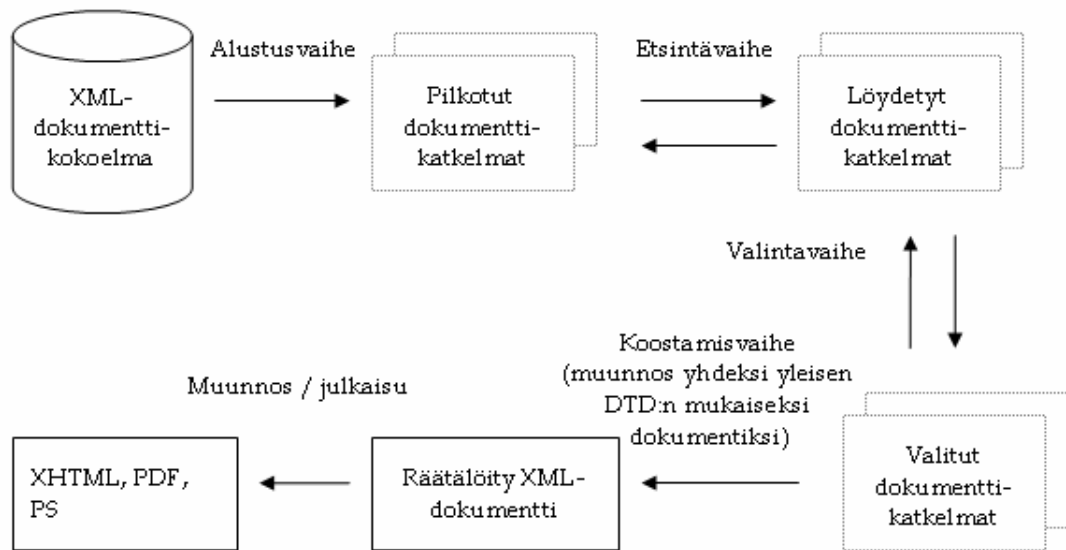 Alustusvaihe
Etsintävaihe
XML-
dokumentti-
kokoelma
Pilkotut
dokumentti-
katkelmat
Löydetyt
dokumentti-
katkelmat
Valintavaihe
Koostamisvaihe
(muunnos yhdeksi yleisen
DTD:n mukaiseksi
dokumentiksi)
Muunnos / julkaisu
XHTML, PDF,
PS
Räätälöity XML-
dokumentti
Valitut
dokumentti-
katkelmat